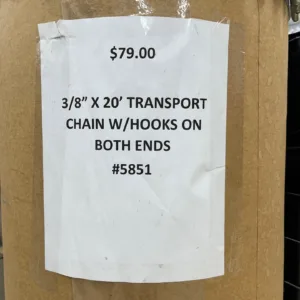 $79.00
3/8” X 20’ TRANSPORT
CHAIN W/HOOKS ON
BOTH ENDS
#5851